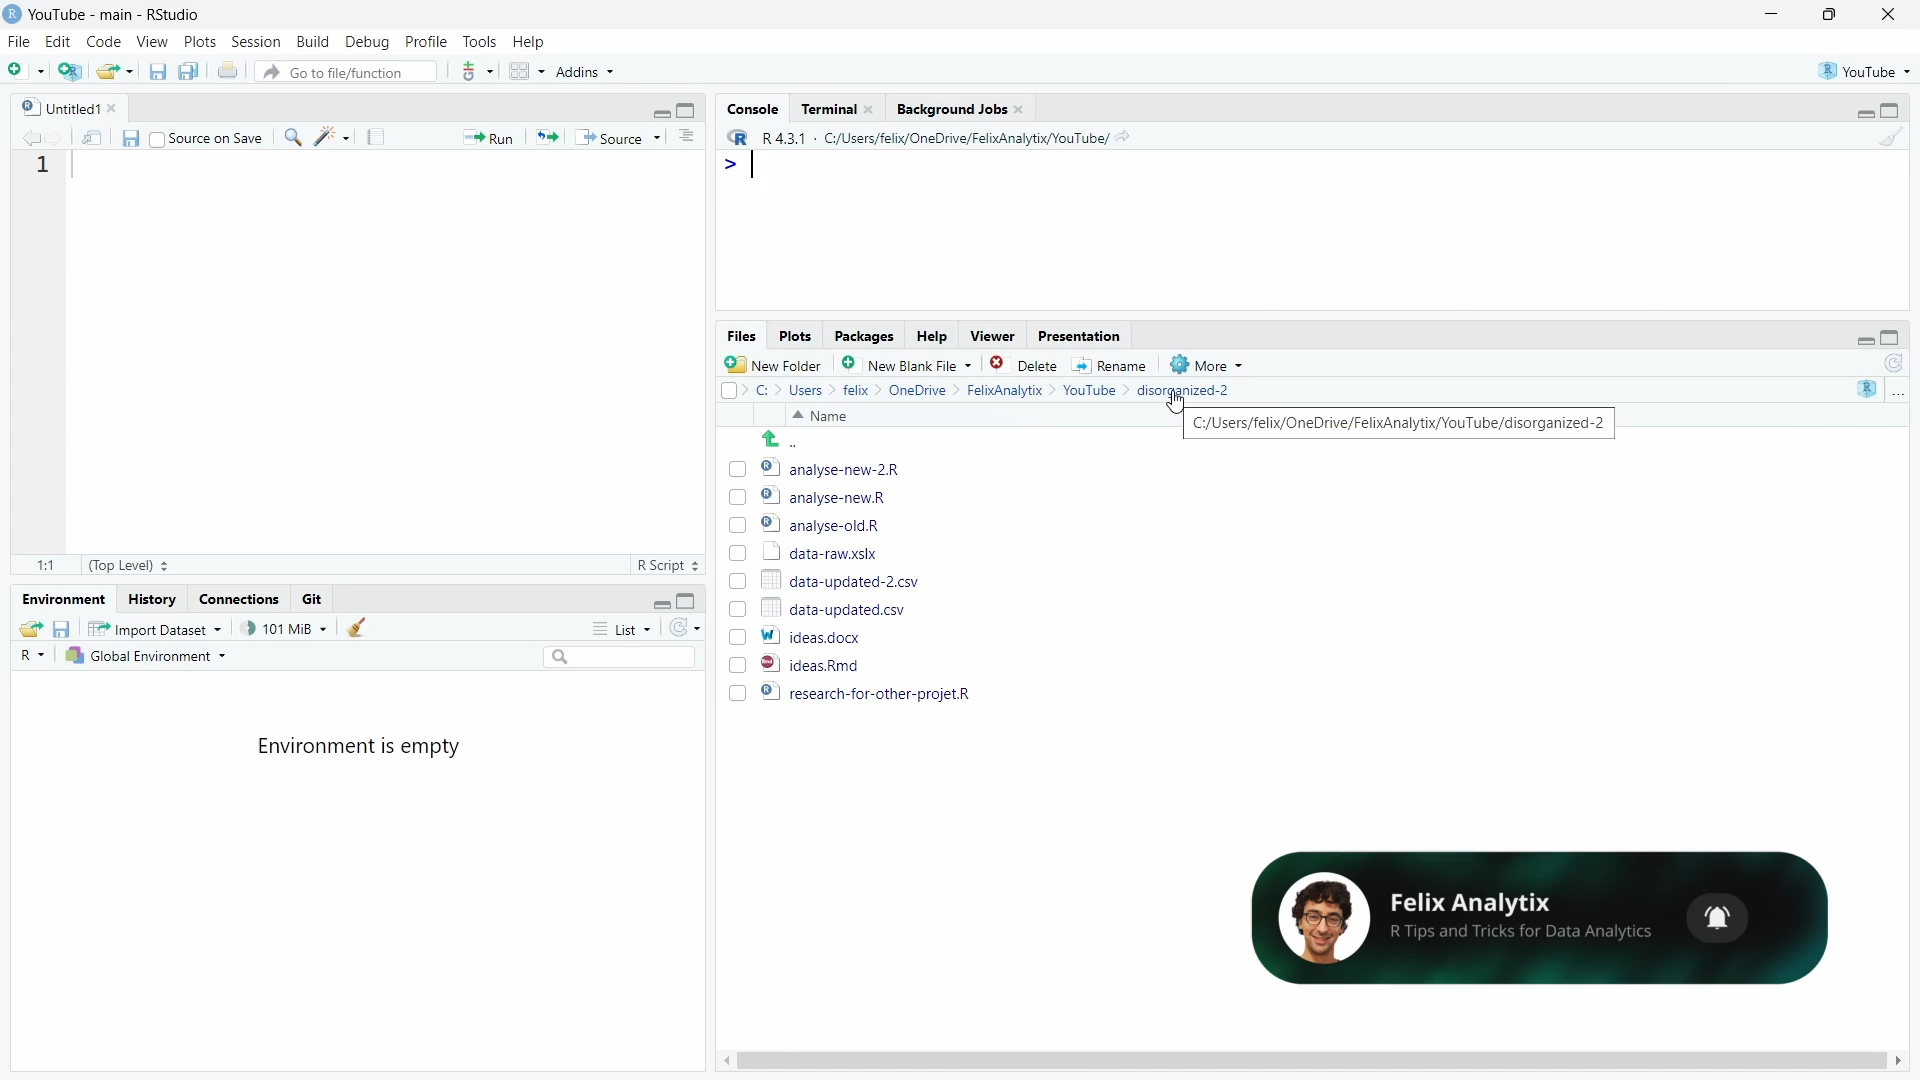 YouTube - main - RStudio
File Edit Code View Plots Session Build Debug Profile Tools Help
Go to file/function Addins YouTube
Untitled1
Source on Save Run Source
1
1:1 (Top Level) R Script
Environment History Connections Git
Import Dataset 101 MiB List
R Global Environment
Environment is empty
Console Terminal Background Jobs
R 4.3.1 · C:/Users/felix/OneDrive/FelixAnalytix/YouTube/
>
Files Plots Packages Help Viewer Presentation
New Folder New Blank File Delete Rename More
C: Users felix OneDrive FelixAnalytix YouTube disorganized-2 ...
Name
C:/Users/felix/OneDrive/FelixAnalytix/YouTube/disorganized-2
..
analyse-new-2.R
analyse-new.R
analyse-old.R
data-raw.xslx
data-updated-2.csv
data-updated.csv
ideas.docx
ideas.Rmd
research-for-other-projet.R
Felix Analytix
R Tips and Tricks for Data Analytics